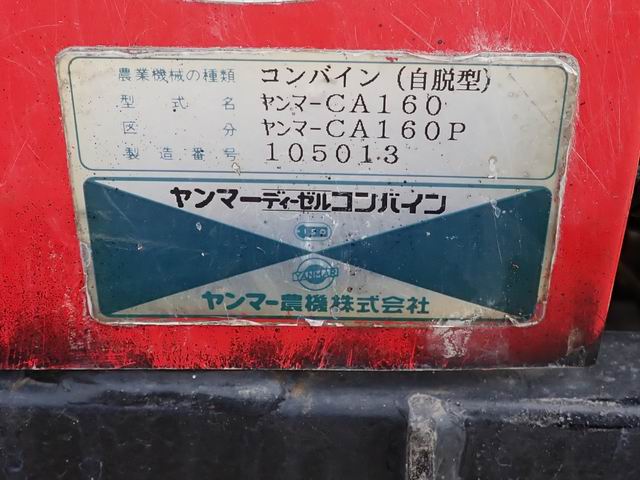 農業機械の種類 コンバイン(自脱型)
型式名 ヤンマーCA160
区分 ヤンマーCA160P
製造番号 105013
ヤンマーディーゼルコンバイン
YANMAR
ヤンマー農機株式会社